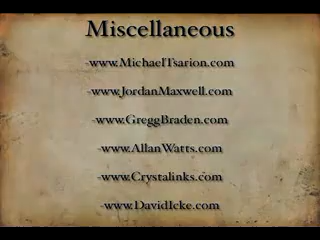 Miscellaneous
-www.MichaelTsarion.com
-www.JordanMaxwell.com
-www.GreggBraden.com
-www.AllanWatts.com
-www.Crystalinks.com
-www.DavidIcke.com